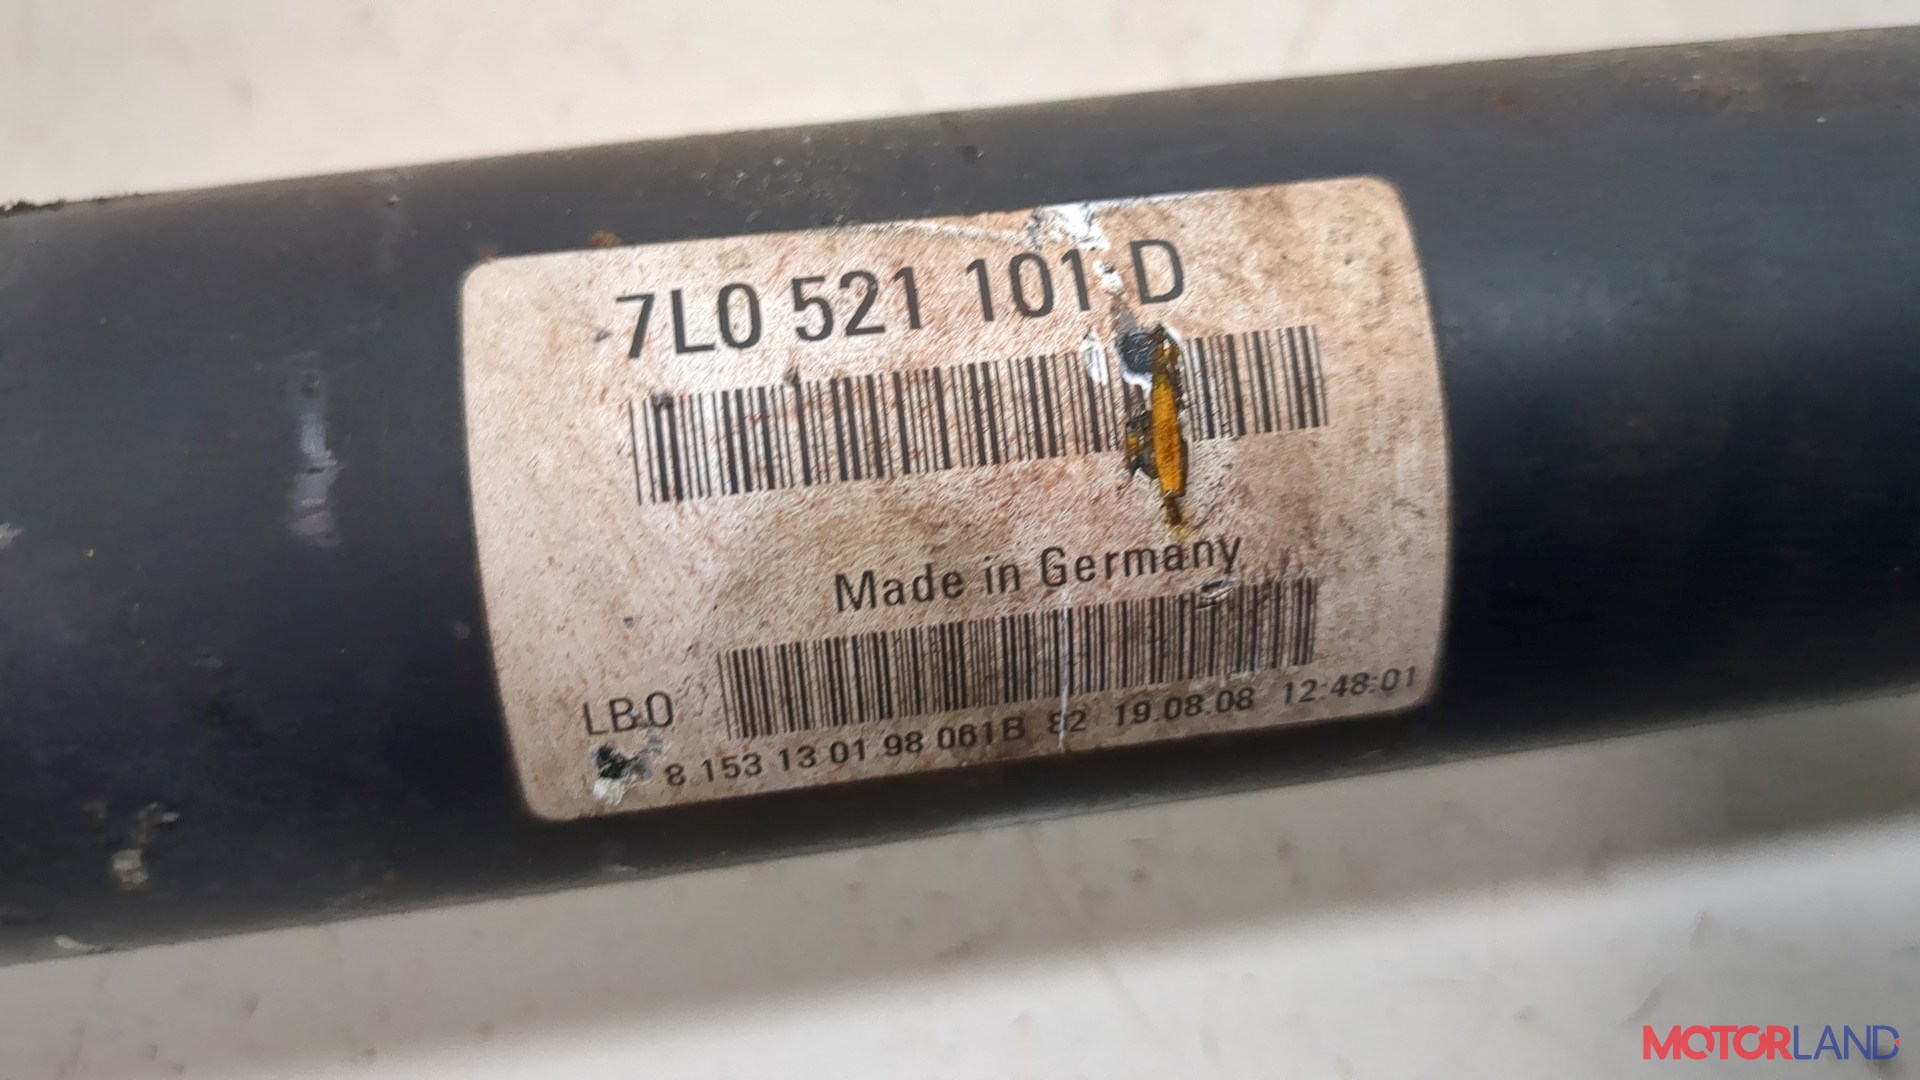 7L0 521 101 D
Made in Germany
LB0
8 153 13 01 98 061B 82 19.08.08 12:48:01
MOTORLAND